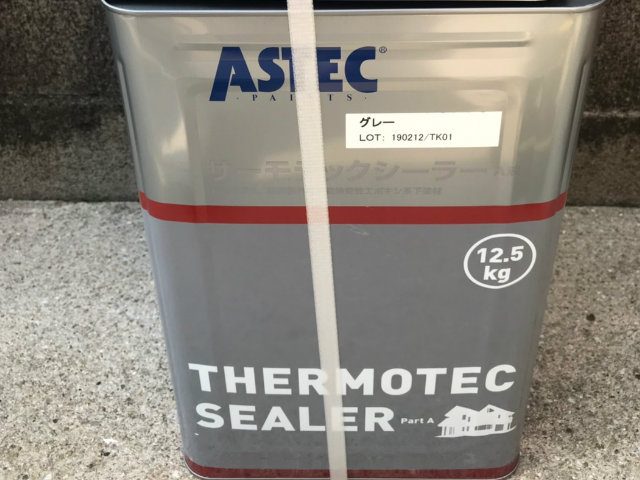 ASTEC®
PAINTS
グレー
LOT: 190212/TK01
サーモテックシーラー
12.5
kg
THERMOTEC
SEALER Part A